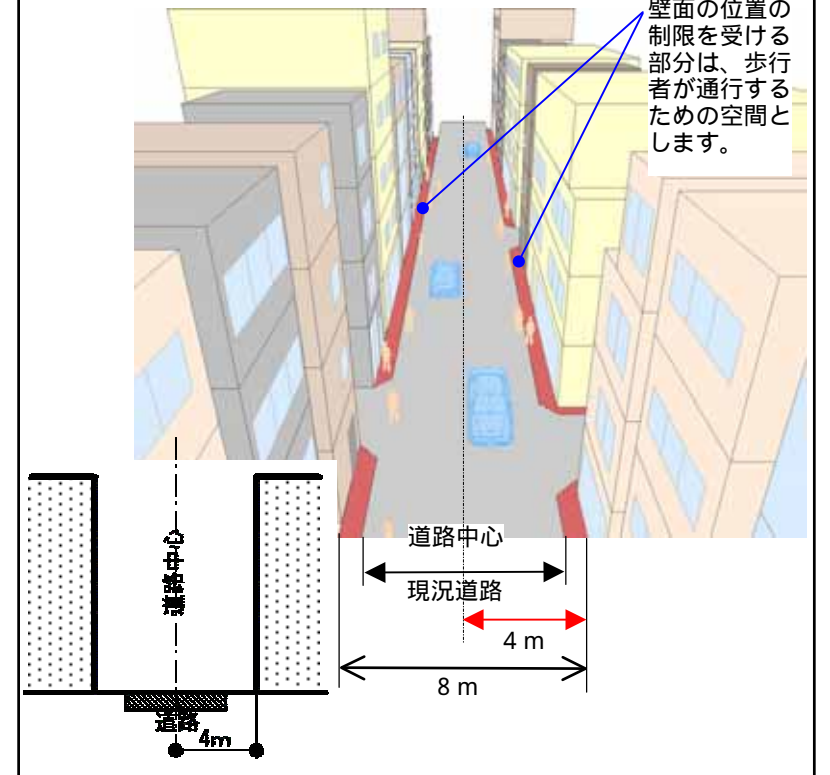 壁面の位置の
制限を受ける
部分は、歩行
者が通行する
ための空間と
します。
道路中心
現況道路
4 m
8 m
道路中心
道路
4m